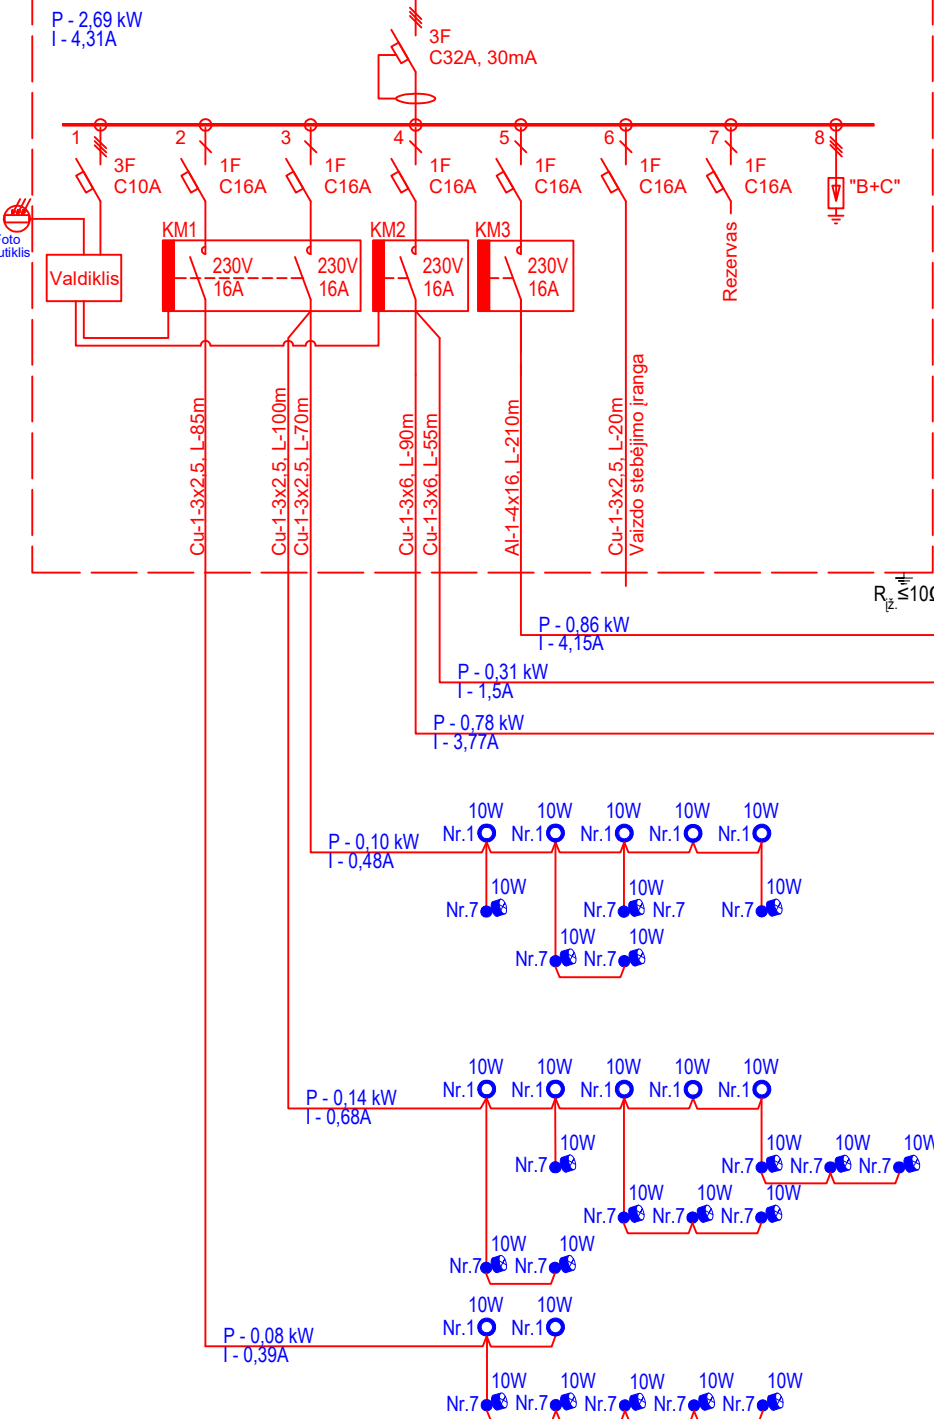 P - 2,69 kW
I - 4,31A
3F
C32A, 30mA
1
2
3
4
5
6
7
8
3F
C10A
1F
C16A
1F
C16A
1F
C16A
1F
C16A
1F
C16A
1F
C16A
"B+C"
Foto
Valdiklis
KM1
230V
16A
230V
16A
KM2
230V
16A
KM3
230V
16A
Rezervas
Cu-1-3x2,5, L-85m
Cu-1-3x2,5, L-100m
Cu-1-3x2,5, L-70m
Cu-1-3x6, L-90m
Cu-1-3x6, L-55m
Al-1-4x16, L-210m
Cu-1-3x2,5, L-20m
Vaizdo stebėjimo įranga
Rįž. ≤10Ω
P - 0,86 kW
I - 4,15A
P - 0,31 kW
I - 1,5A
P - 0,78 kW
I - 3,77A
10W 10W 10W 10W 10W
Nr.1 Nr.1 Nr.1 Nr.1 Nr.1
P - 0,10 kW
I - 0,48A
10W 10W 10W
Nr.7 Nr.7 Nr.7 Nr.7
10W 10W
Nr.7 Nr.7
10W 10W 10W 10W 10W
Nr.1 Nr.1 Nr.1 Nr.1 Nr.1
P - 0,14 kW
I - 0,68A
10W 10W 10W 10W
Nr.7 Nr.7 Nr.7 Nr.7
10W 10W 10W
Nr.7 Nr.7 Nr.7
10W 10W
Nr.7 Nr.7
10W 10W
Nr.1 Nr.1
P - 0,08 kW
I - 0,39A
10W 10W 10W 10W 10W
Nr.7 Nr.7 Nr.7 Nr.7 Nr.7